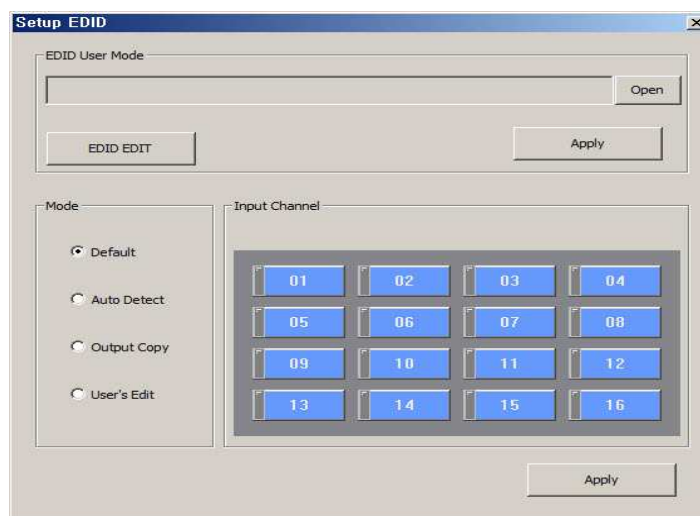 Setup EDID
EDID User Mode
Open
EDID EDIT
Apply
Mode
Default
Auto Detect
Output Copy
User's Edit
Input Channel
01 02 03 04
05 06 07 08
09 10 11 12
13 14 15 16
Apply